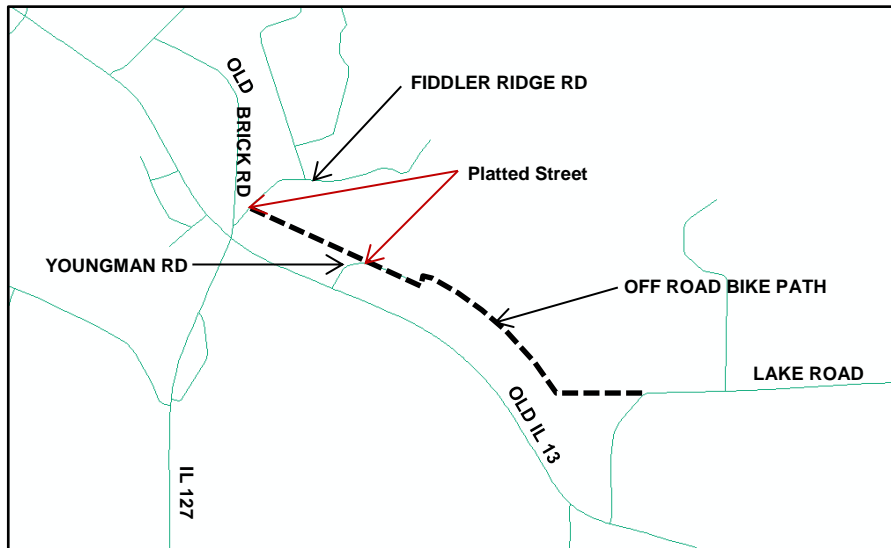 OLD BRICK RD
FIDDLER RIDGE RD
Platted Street
YOUNGMAN RD
OFF ROAD BIKE PATH
LAKE ROAD
OLD IL 13
IL 127